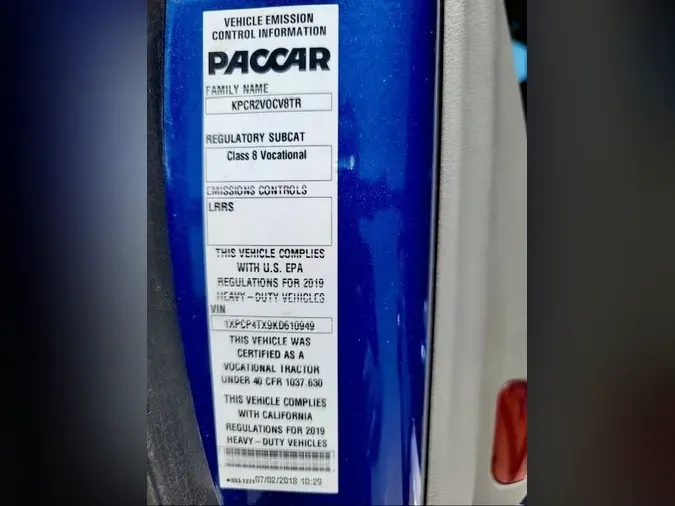 VEHICLE EMISSION
CONTROL INFORMATION
PACCAR
FAMILY NAME
KPCR2VOCV8TR
REGULATORY SUBCAT
Class 8 Vocational
EMISSIONS CONTROLS
LRRS
THIS VEHICLE COMPLIES
WITH U.S. EPA
REGULATIONS FOR 2019
HEAVY-DUTY VEHICLES
VIN
1XPCP4TX9KD610949
THIS VEHICLE WAS
CERTIFIED AS A
VOCATIONAL TRACTOR
UNDER 40 CFR 1037.630
THIS VEHICLE COMPLIES
WITH CALIFORNIA
REGULATIONS FOR 2019
HEAVY-DUTY VEHICLES
07/02/2018 10:29